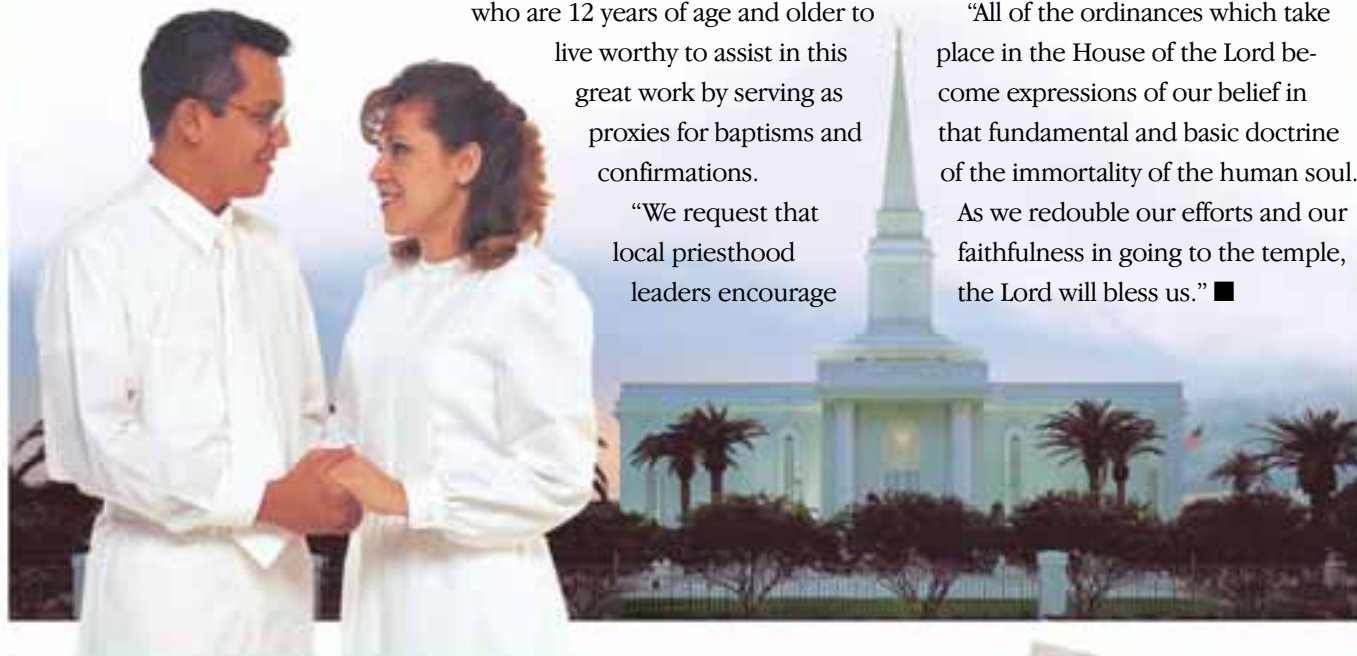 who are 12 years of age and older to
live worthy to assist in this
great work by serving as
proxies for baptisms and
confirmations.
“We request that
local priesthood
leaders encourage
“All of the ordinances which take
place in the House of the Lord be-
come expressions of our belief in
that fundamental and basic doctrine
of the immortality of the human soul.
As we redouble our efforts and our
faithfulness in going to the temple,
the Lord will bless us.” ■